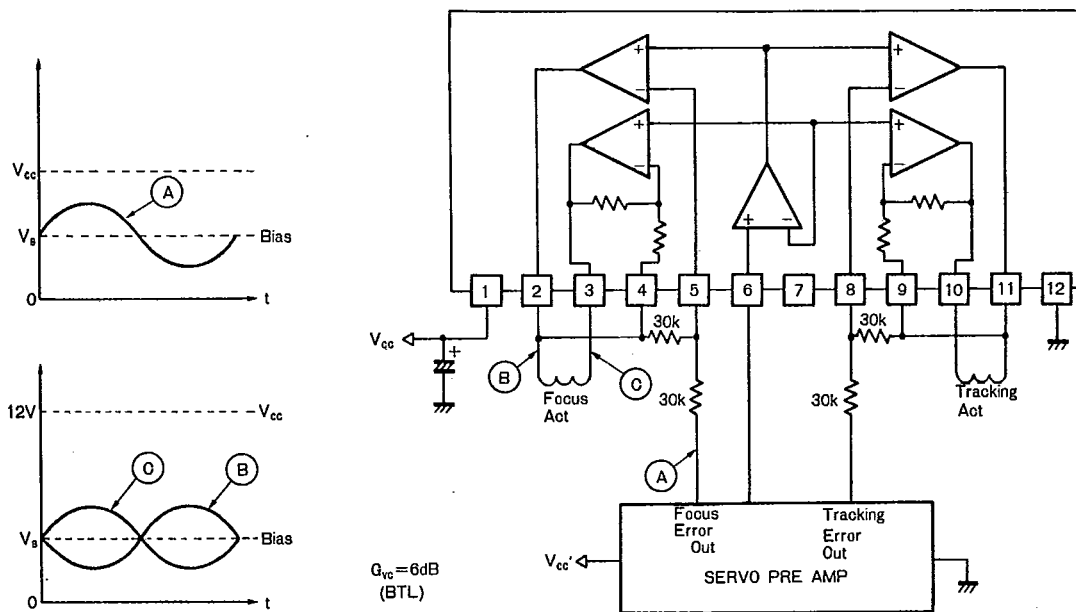 Vcc
A
VB
Bias
0
t
12V
Vcc
C
B
VB
Bias
0
t
+
−
+
−
+
−
+
−
+
−
1
2
3
4
5
6
7
8
9
10
11
12
Vcc
+
30k
30k
B
C
Focus
Act
Tracking
Act
30k
30k
A
Focus
Error
Out
Tracking
Error
Out
Vcc'
SERVO PRE AMP
Gvc=6dB
(BTL)